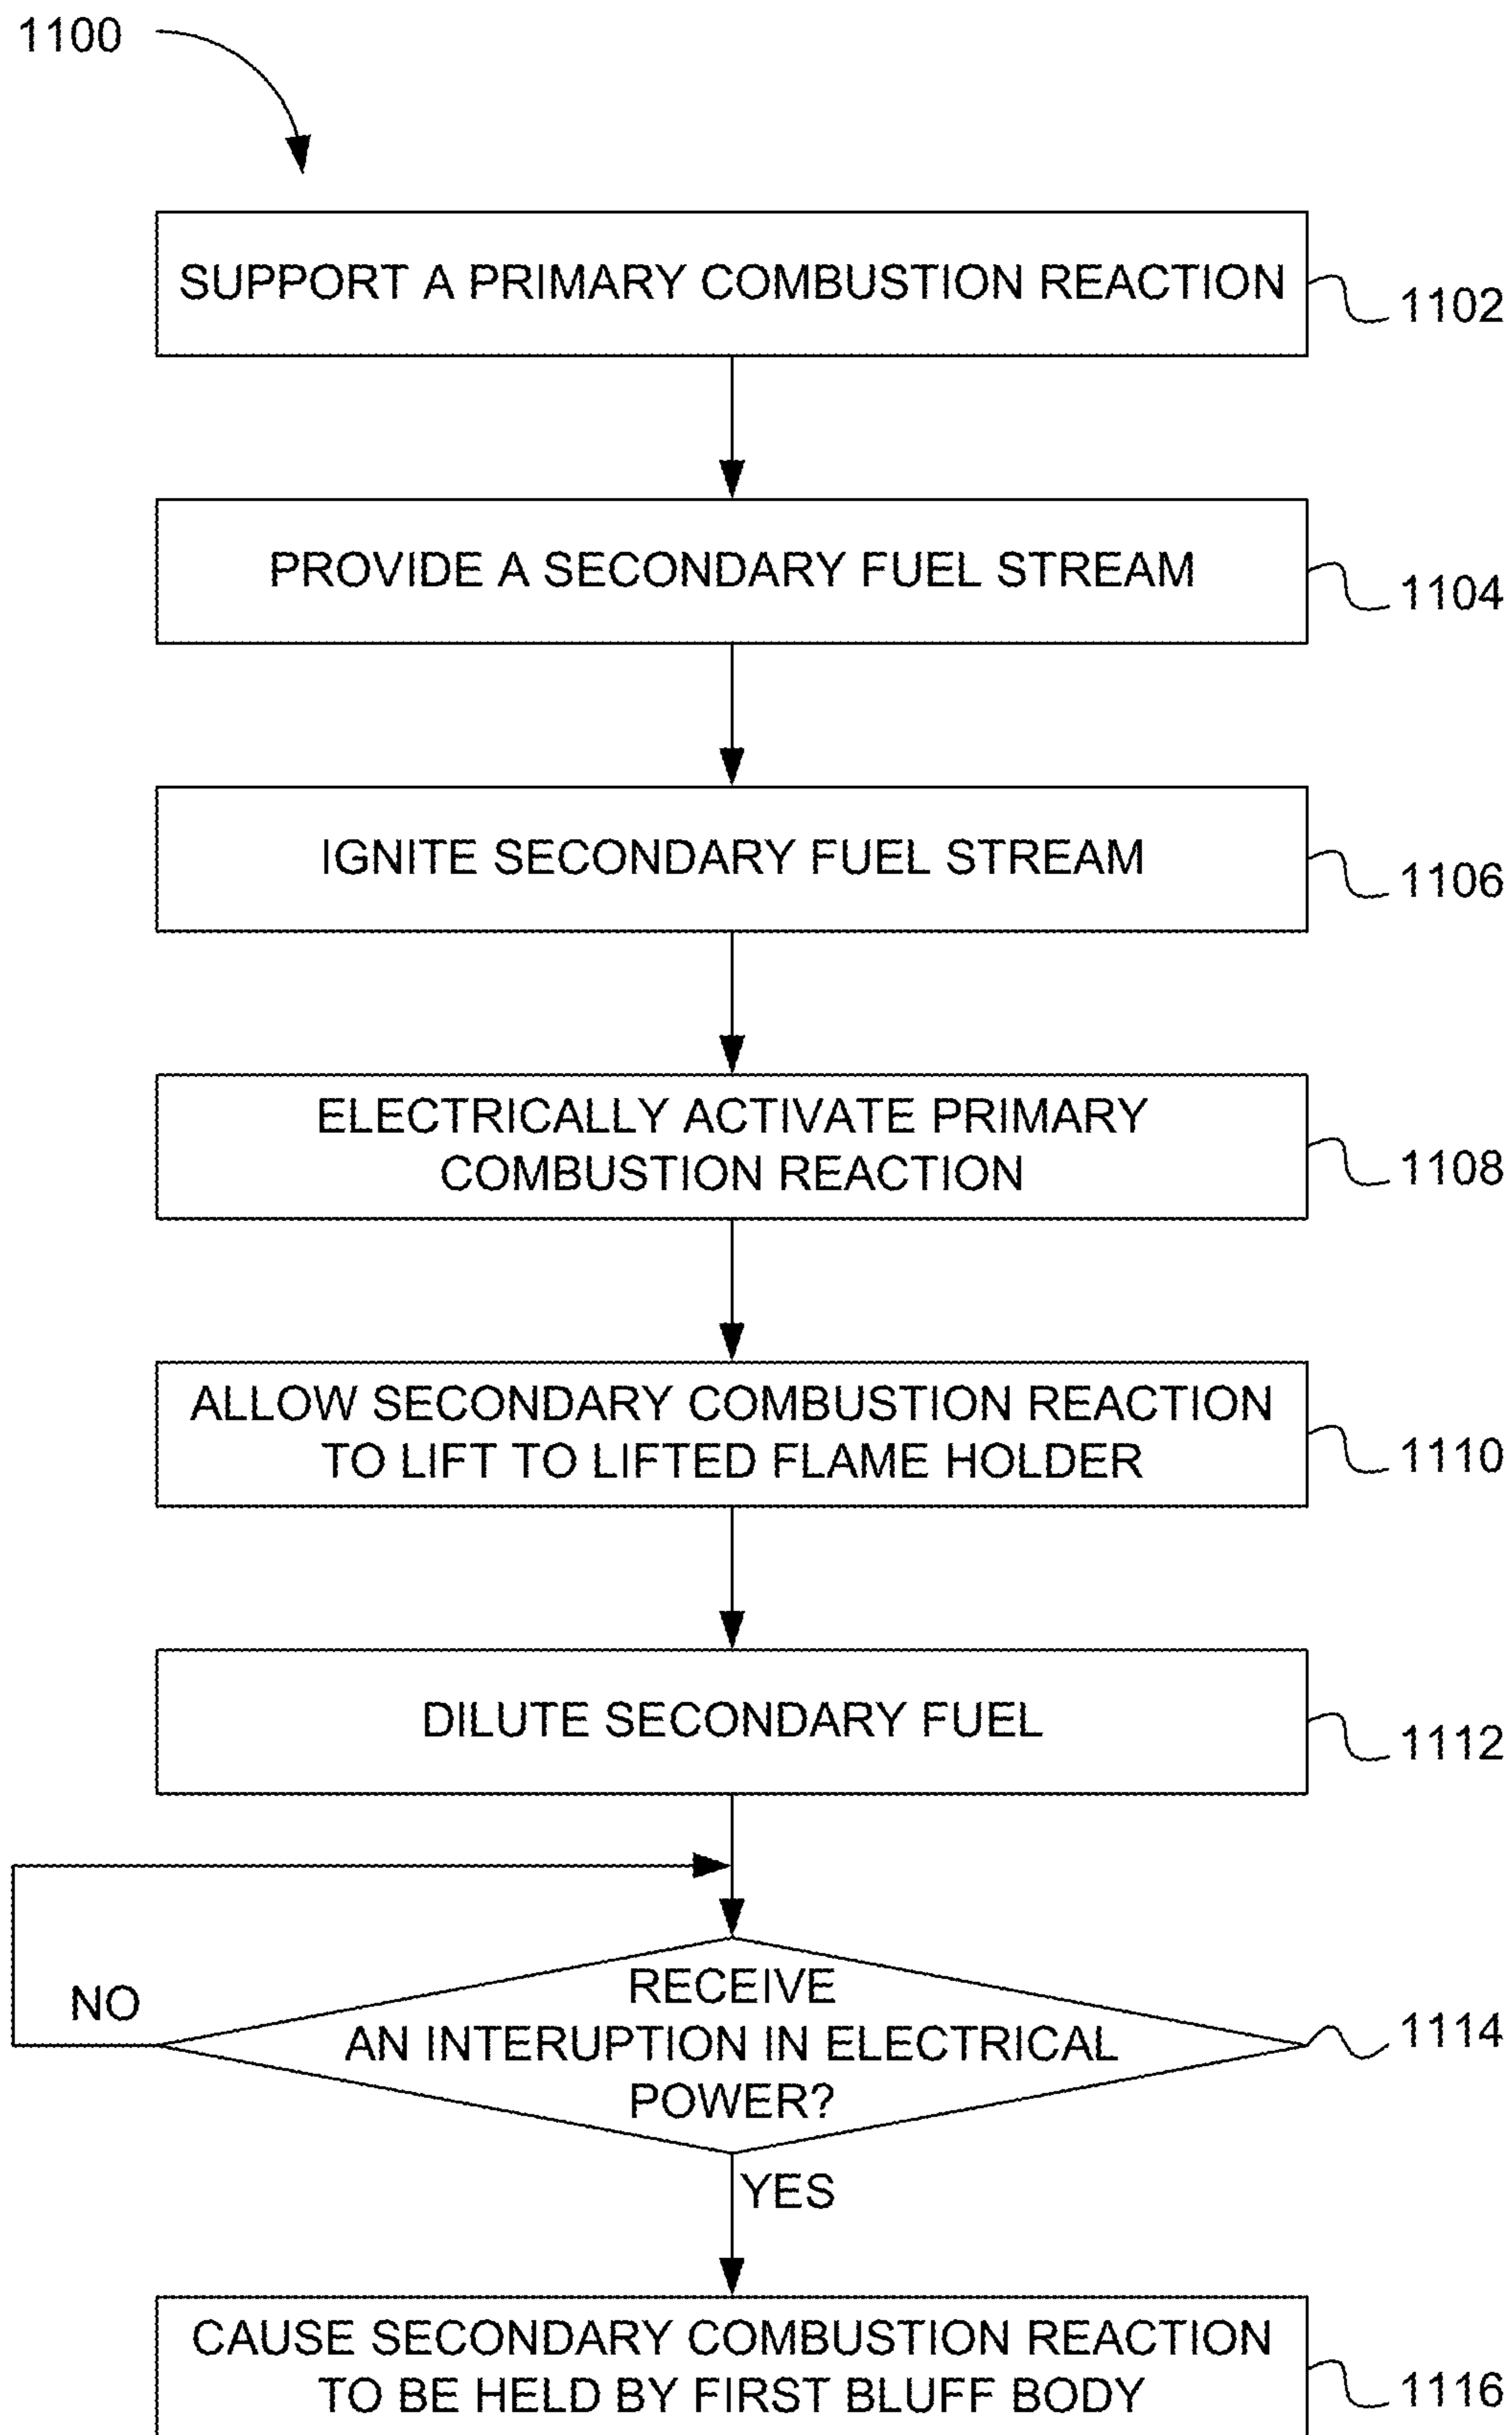 1100
SUPPORT A PRIMARY COMBUSTION REACTION
1102
PROVIDE A SECONDARY FUEL STREAM
1104
IGNITE SECONDARY FUEL STREAM
1106
ELECTRICALLY ACTIVATE PRIMARY
COMBUSTION REACTION
1108
ALLOW SECONDARY COMBUSTION REACTION
TO LIFT TO LIFTED FLAME HOLDER
1110
DILUTE SECONDARY FUEL
1112
NO
RECEIVE
AN INTERUPTION IN ELECTRICAL
POWER?
1114
YES
CAUSE SECONDARY COMBUSTION REACTION
TO BE HELD BY FIRST BLUFF BODY
1116